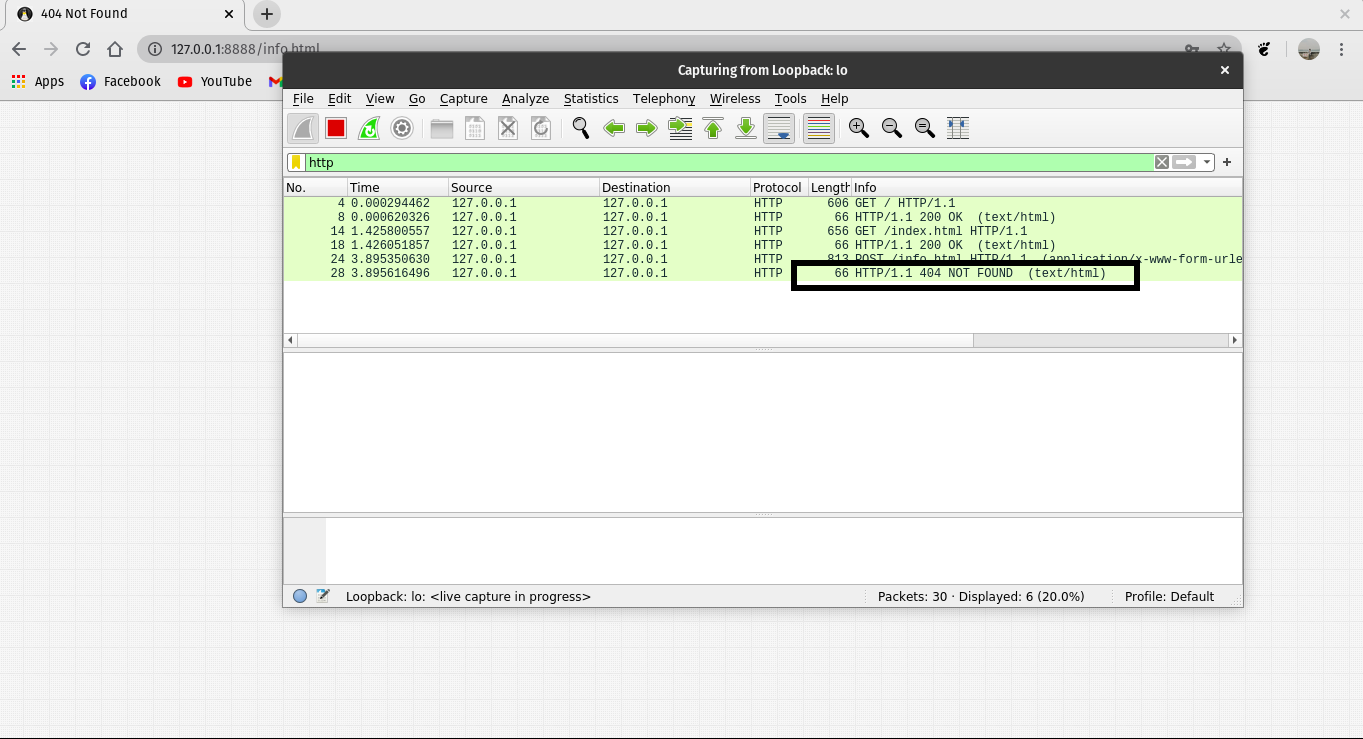 404 Not Found
127.0.0.1:8888/info.html
Apps Facebook YouTube
Capturing from Loopback: lo
File Edit View Go Capture Analyze Statistics Telephony Wireless Tools Help
http
No. Time Source Destination Protocol Length Info
4 0.000294462 127.0.0.1 127.0.0.1 HTTP 606 GET / HTTP/1.1
8 0.000620326 127.0.0.1 127.0.0.1 HTTP 66 HTTP/1.1 200 OK (text/html)
14 1.425800557 127.0.0.1 127.0.0.1 HTTP 656 GET /index.html HTTP/1.1
18 1.426051857 127.0.0.1 127.0.0.1 HTTP 66 HTTP/1.1 200 OK (text/html)
24 3.895350630 127.0.0.1 127.0.0.1 HTTP 813 POST /info.html HTTP/1.1 (application/x-www-form-urle
28 3.895616496 127.0.0.1 127.0.0.1 HTTP 66 HTTP/1.1 404 NOT FOUND (text/html)
Loopback: lo: <live capture in progress> Packets: 30 · Displayed: 6 (20.0%) Profile: Default